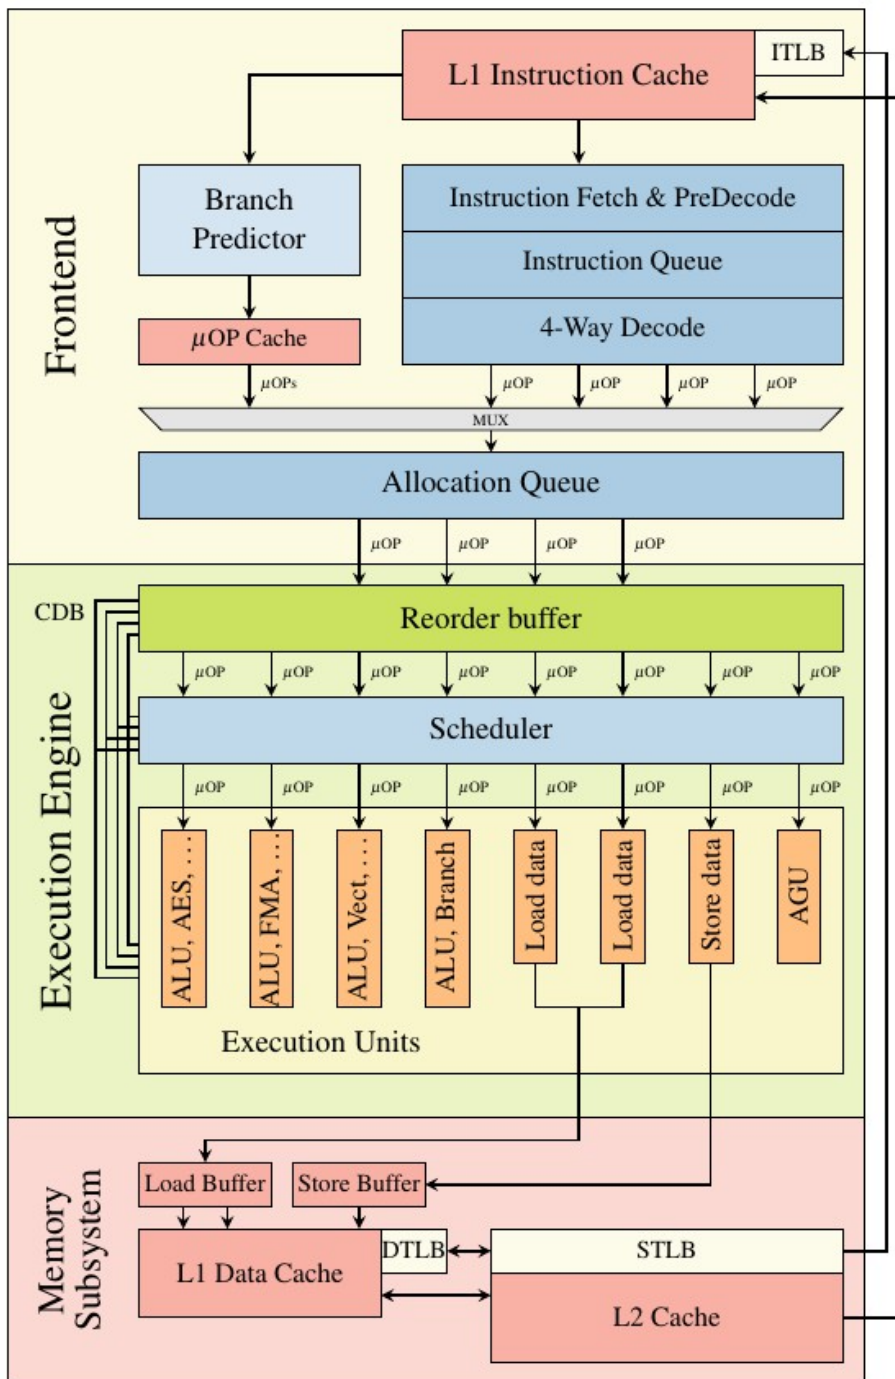 Frontend
L1 Instruction Cache
ITLB
Branch
Predictor
Instruction Fetch & PreDecode
Instruction Queue
4-Way Decode
µOP Cache
µOPs
µOP
µOP
µOP
µOP
MUX
Allocation Queue
µOP
µOP
µOP
µOP
Execution Engine
CDB
Reorder buffer
µOP
µOP
µOP
µOP
µOP
µOP
µOP
µOP
Scheduler
µOP
µOP
µOP
µOP
µOP
µOP
µOP
µOP
ALU, AES, …
ALU, FMA, …
ALU, Vect, …
ALU, Branch
Load data
Load data
Store data
AGU
Execution Units
Memory
Subsystem
Load Buffer
Store Buffer
L1 Data Cache
DTLB
STLB
L2 Cache